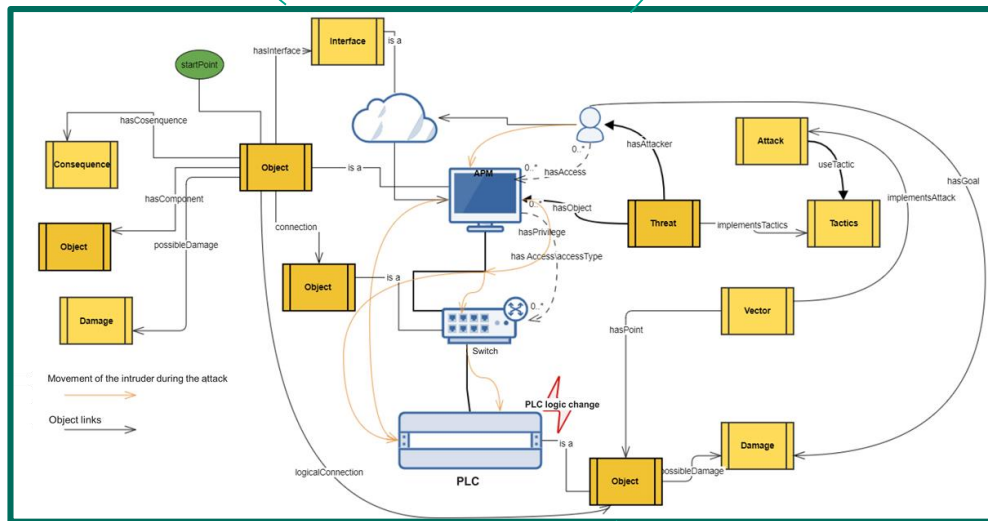 Interface
is a
hasInterface
startPoint
hasCosenquence
Consequence
Object
is a
APM
0..*
0..*
hasAccess
hasAttacker
Attack
useTactic
hasGoal
implementsAttack
hasComponent
connection
0..*
hasObject
Threat
implementsTactics
Tactics
hasPrivilege
Object
possibleDamage
has Access\accessType
Object
is a
0..*
Damage
Vector
Switch
hasPoint
Movement of the intruder during the attack
Object links
PLC logic change
is a
Damage
logicalConnection
PLC
Object
possibleDamage